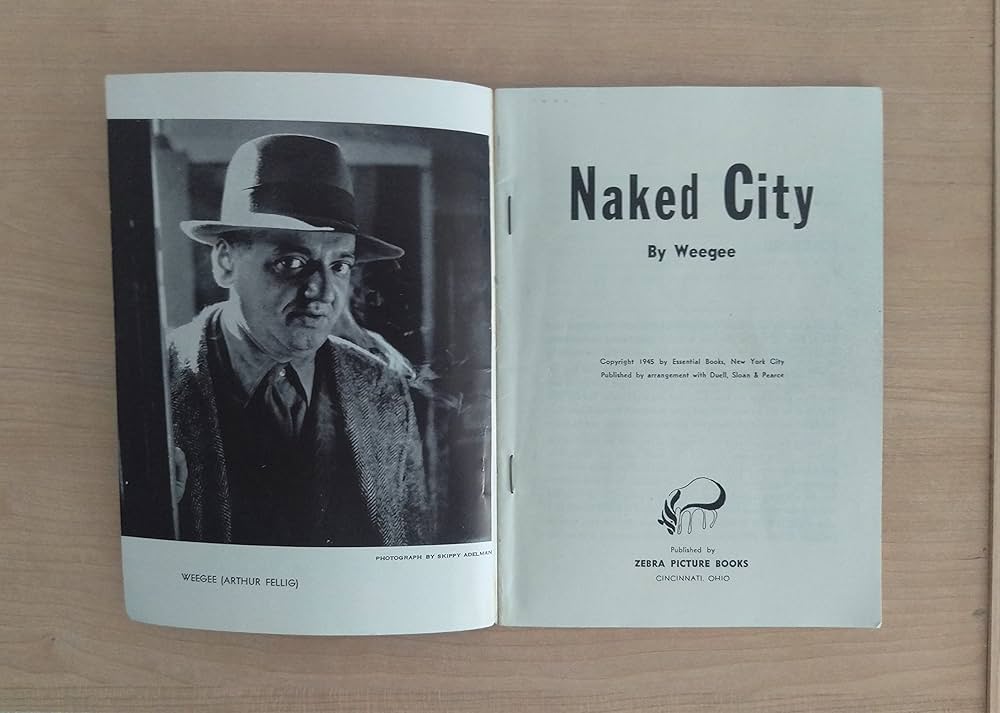 PHOTOGRAPH BY SKIPPY ADELMAN
WEEGEE (ARTHUR FELLIG)
Naked City
By Weegee
Copyright 1945 by Essential Books, New York City
Published by arrangement with Duell, Sloan & Pearce
Published by
ZEBRA PICTURE BOOKS
CINCINNATI, OHIO